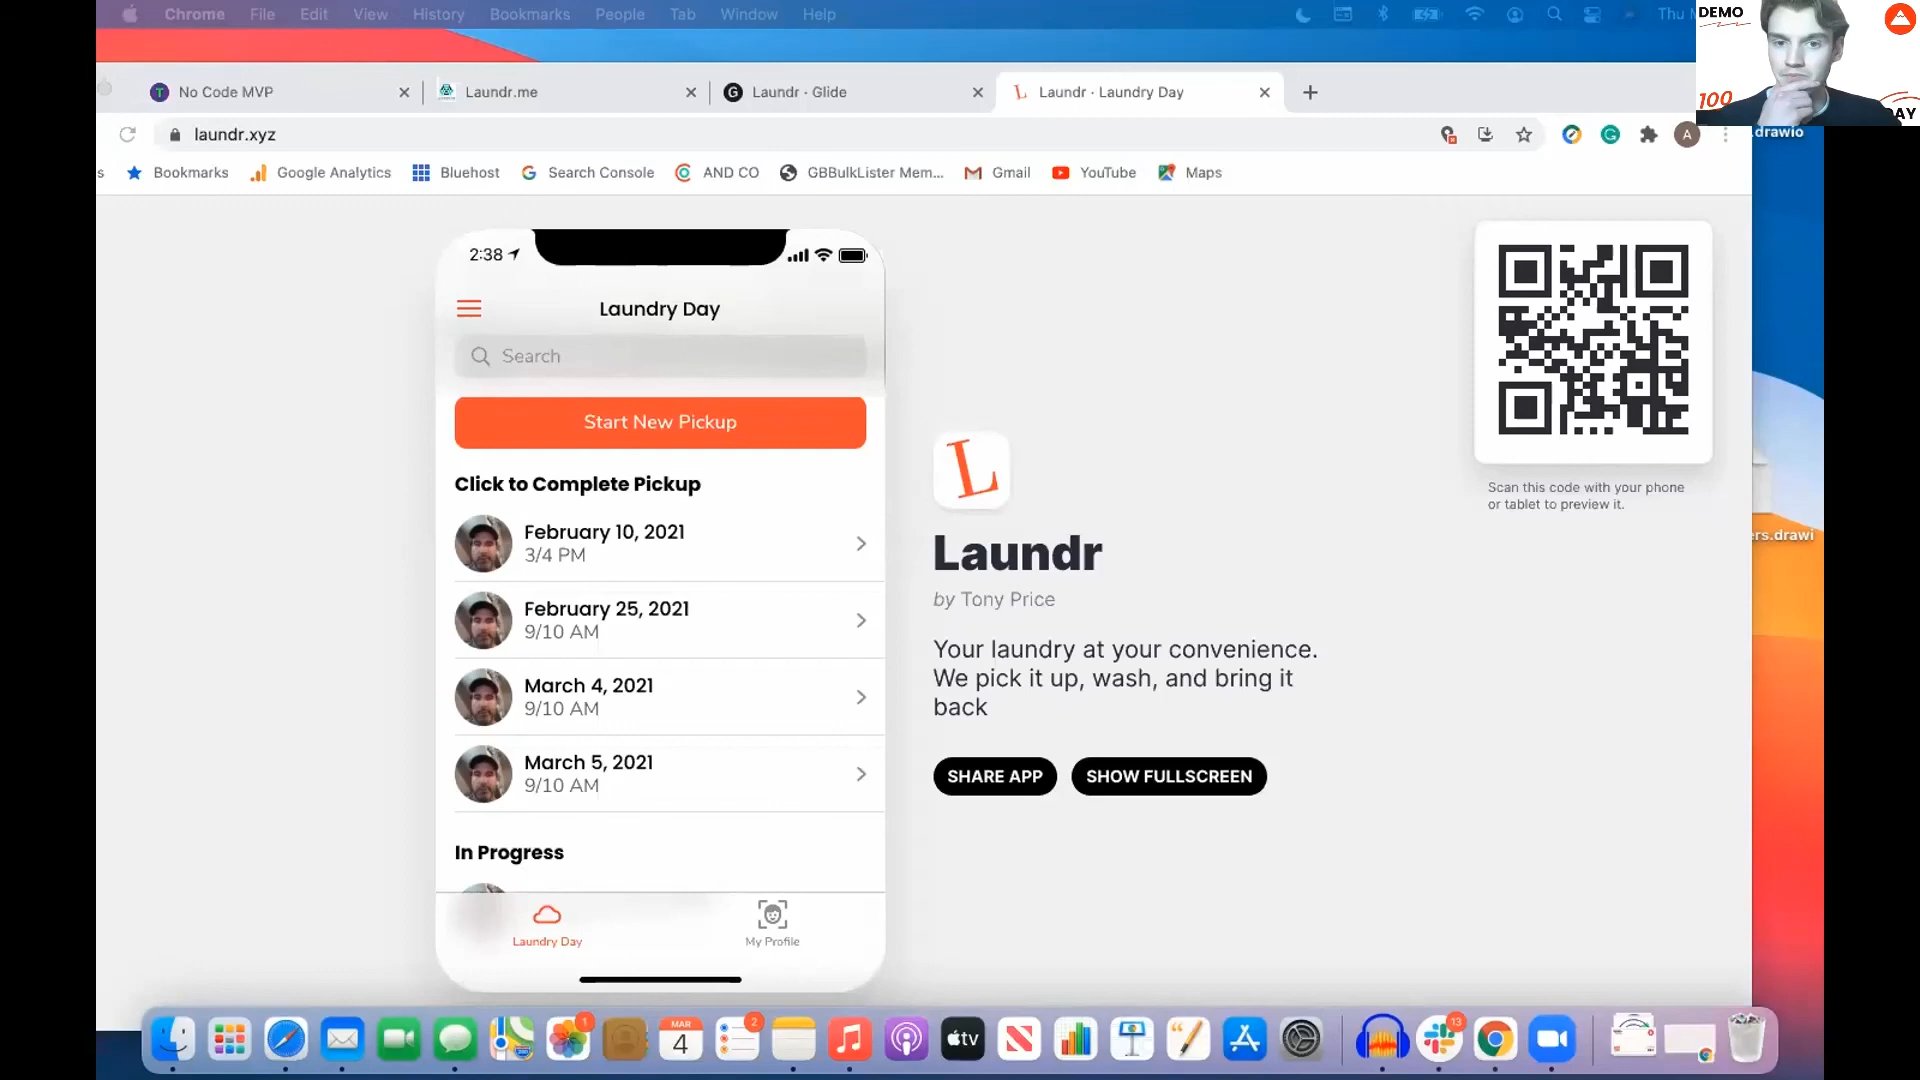 Chrome File Edit View History Bookmarks People Tab Window Help Thu M
DEMO
100
AY
No Code MVP
Laundr.me
Laundr · Glide
Laundr · Laundry Day
laundr.xyz
A
.drawio
s Bookmarks Google Analytics Bluehost Search Console AND CO GBBulkLister Mem... Gmail YouTube Maps
2:38
Laundry Day
Search
Start New Pickup
Click to Complete Pickup
February 10, 2021
3/4 PM
February 25, 2021
9/10 AM
March 4, 2021
9/10 AM
March 5, 2021
9/10 AM
In Progress
Laundry Day
My Profile
L
Laundr
by Tony Price
Your laundry at your convenience.
We pick it up, wash, and bring it
back
SHARE APP
SHOW FULLSCREEN
Scan this code with your phone
or tablet to preview it.
ers.drawi
1
MAR
4
2
tv
13